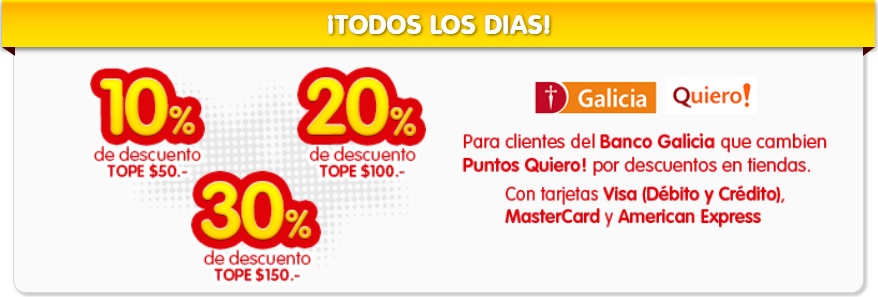 ¡TODOS LOS DIAS!
10%
de descuento
TOPE $50.-
20%
de descuento
TOPE $100.-
30%
de descuento
TOPE $150.-
Galicia
Quiero!
Para clientes del Banco Galicia que cambien
Puntos Quiero! por descuentos en tiendas.
Con tarjetas Visa (Débito y Crédito),
MasterCard y American Express